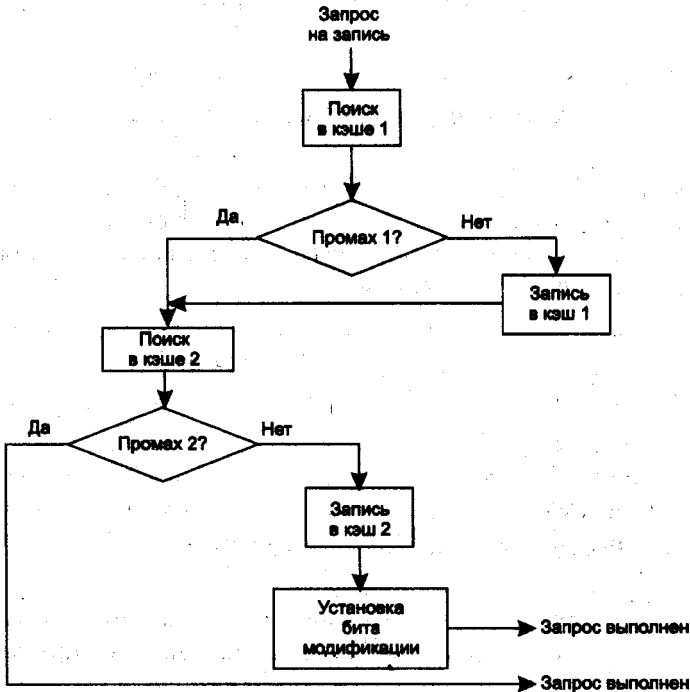 Запрос
на запись
Поиск
в кэше 1
Да
Промах 1?
Нет
Запись
в кэш 1
Поиск
в кэше 2
Да
Промах 2?
Нет
Запись
в кэш 2
Установка
бита
модификации
Запрос выполнен
Запрос выполнен